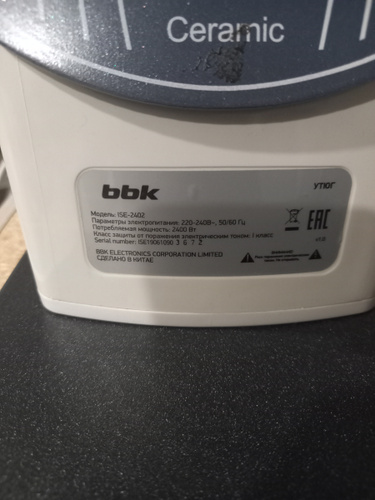 Ceramic
bbk
УТЮГ
Модель: ISE-2402
Параметры электропитания: 220-240В~, 50/60 Гц
Потребляемая мощность: 2400 Вт
Класс защиты от поражения электрическим током: I класс
Serial number: ISE19061090 3 6 7 2
EAC
BBK ELECTRONICS CORPORATION LIMITED
СДЕЛАНО В КИТАЕ